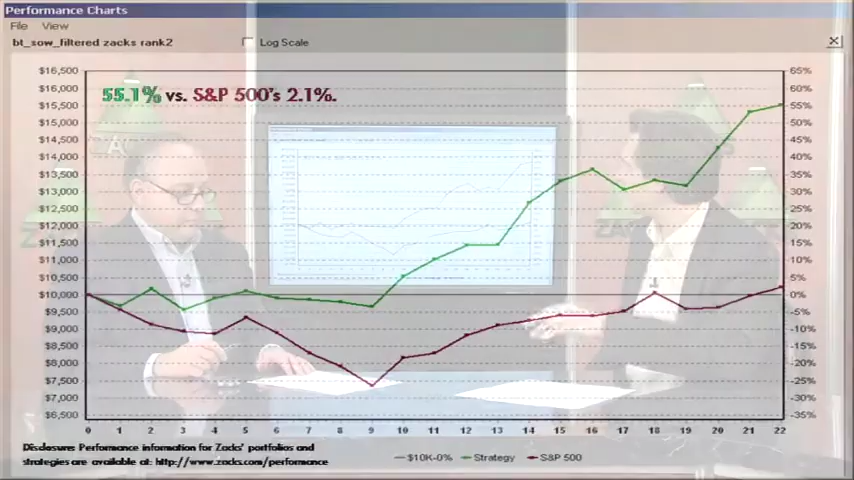 Performance Charts
File View
bt_sow_filtered zacks rank2 Log Scale
55.1% vs. S&P 500's 2.1%.
$16,500 65%
$16,000 60%
$15,500 55%
$15,000 50%
$14,500 45%
$14,000 40%
$13,500 35%
$13,000 30%
$12,500 25%
$12,000 20%
$11,500 15%
$11,000 10%
$10,500 5%
$10,000 0%
$9,500 -5%
$9,000 -10%
$8,500 -15%
$8,000 -20%
$7,500 -25%
$7,000 -30%
$6,500 -35%
0 1 2 3 4 5 6 7 8 9 10 11 12 13 14 15 16 17 18 19 20 21 22
Disclosure: Performance information for Zacks' portfolios and
strategies are available at: http://www.zacks.com/performance
$10K-0% Strategy S&P 500